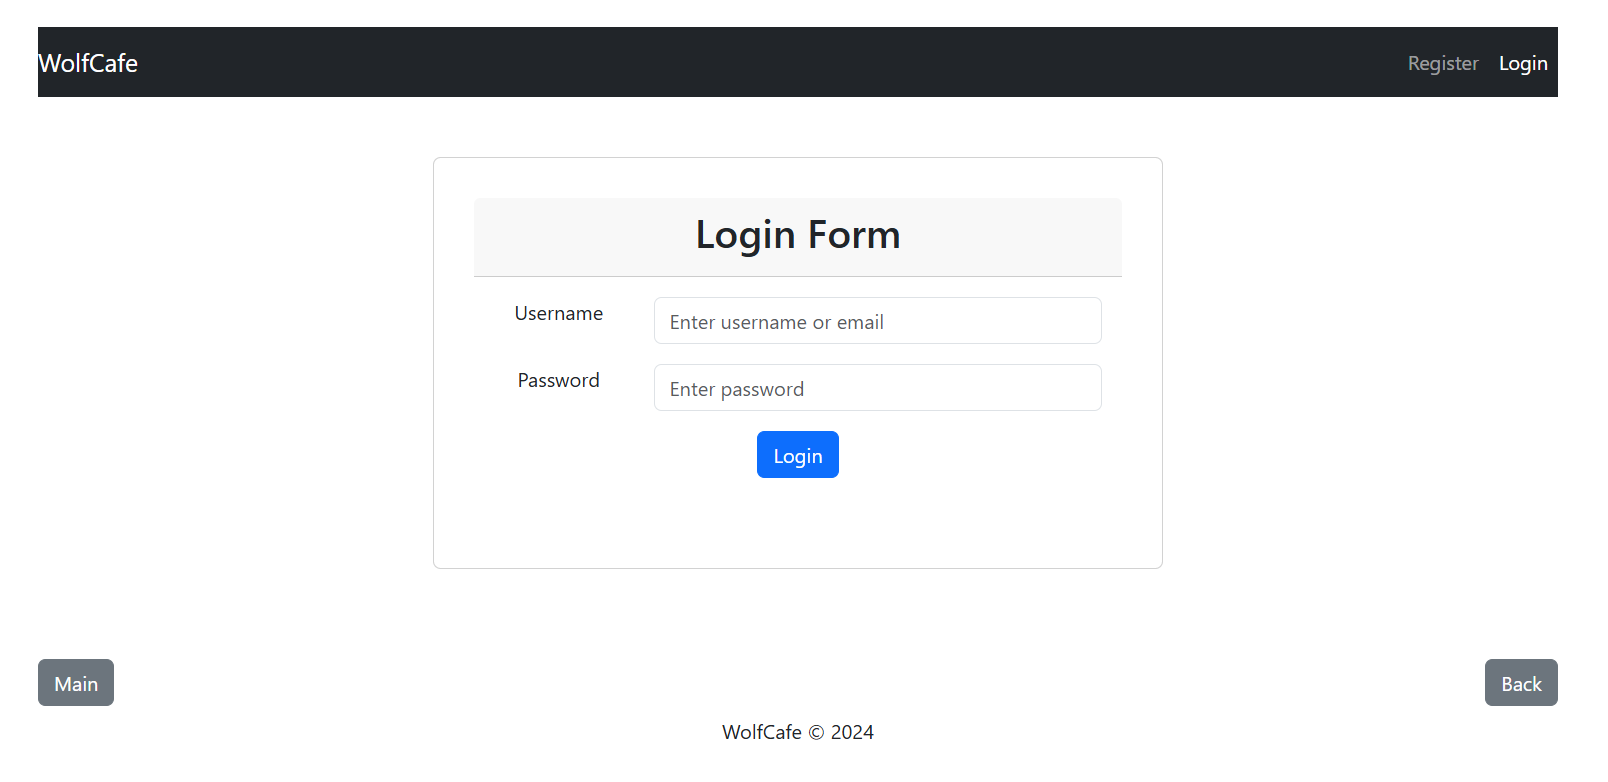 WolfCafe Register Login
Login Form
Username Enter username or email
Password Enter password
Login
Main Back
WolfCafe © 2024